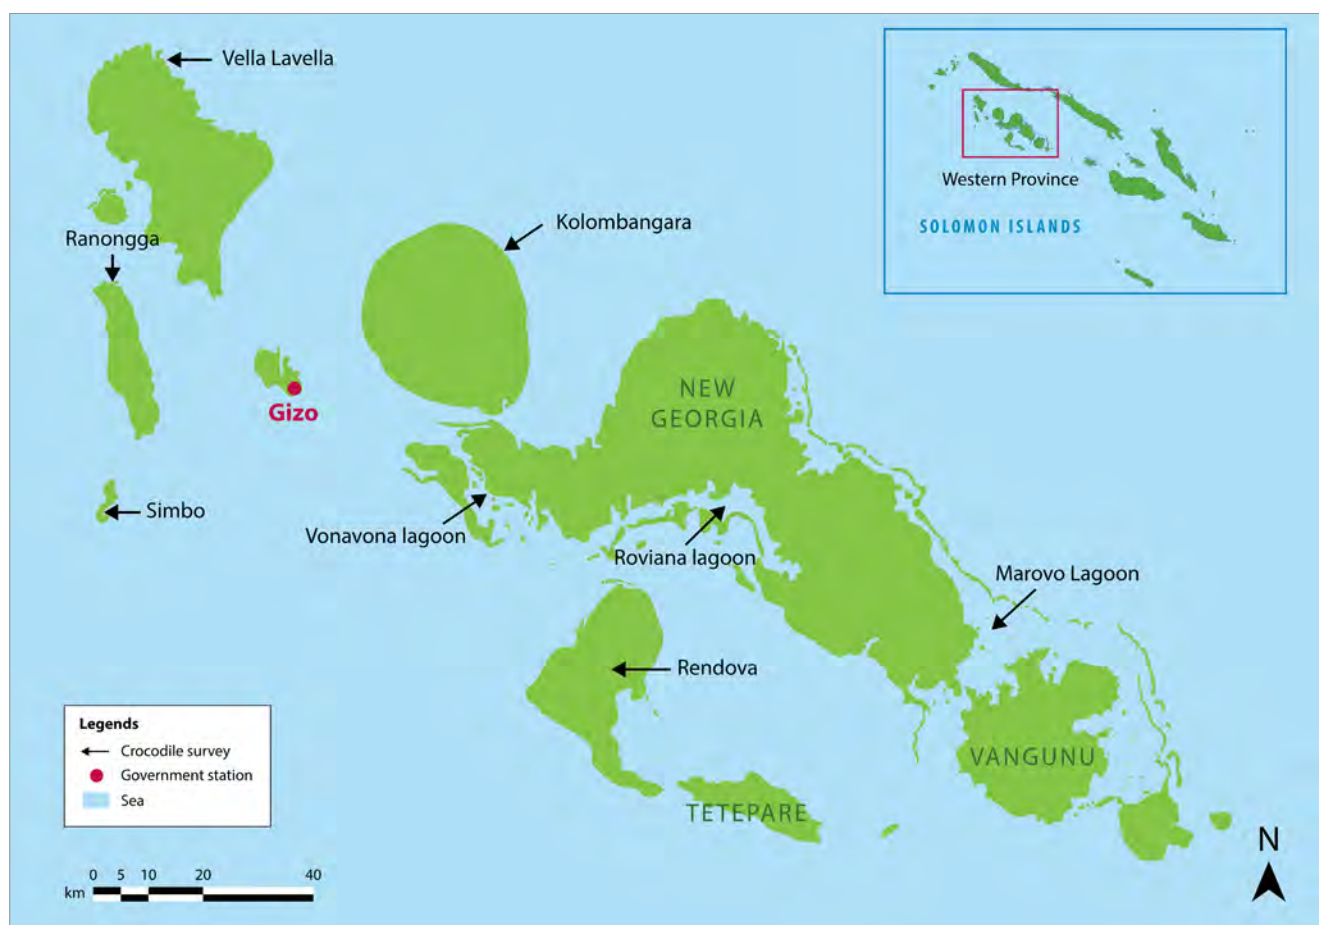 Vella Lavella
Ranongga
Kolombangara
Western Province
SOLOMON ISLANDS
NEW
GEORGIA
Gizo
Simbo
Vonavona lagoon
Roviana lagoon
Marovo Lagoon
Rendova
VANGUNU
TETEPARE
Legends
Crocodile survey
Government station
Sea
N
0 5 10 20 40
km